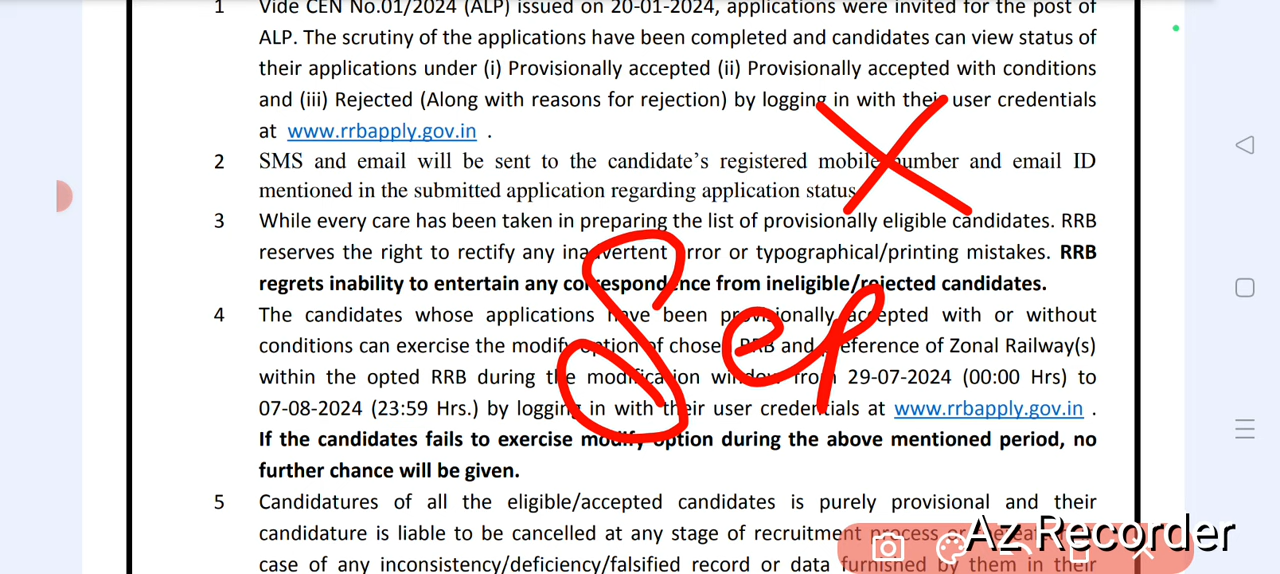 1 Vide CEN No.01/2024 (ALP) issued on 20-01-2024, applications were invited for the post of
ALP. The scrutiny of the applications have been completed and candidates can view status of
their applications under (i) Provisionally accepted (ii) Provisionally accepted with conditions
and (iii) Rejected (Along with reasons for rejection) by logging in with their user credentials
at www.rrbapply.gov.in .
2 SMS and email will be sent to the candidate's registered mobile number and email ID
mentioned in the submitted application regarding application status
3 While every care has been taken in preparing the list of provisionally eligible candidates. RRB
reserves the right to rectify any inadvertent error or typographical/printing mistakes. RRB
regrets inability to entertain any correspondence from ineligible/rejected candidates.
4 The candidates whose applications have been provisionally accepted with or without
conditions can exercise the modify option of chosen RRB and preference of Zonal Railway(s)
within the opted RRB during the modification window from 29-07-2024 (00:00 Hrs) to
07-08-2024 (23:59 Hrs.) by logging in with their user credentials at www.rrbapply.gov.in .
If the candidates fails to exercise modify option during the above mentioned period, no
further chance will be given.
5 Candidatures of all the eligible/accepted candidates is purely provisional and their
candidature is liable to be cancelled at any stage of recruitment process or
case of any inconsistency/deficiency/falsified record or data furnished by them in their
Sep
Az Recorder